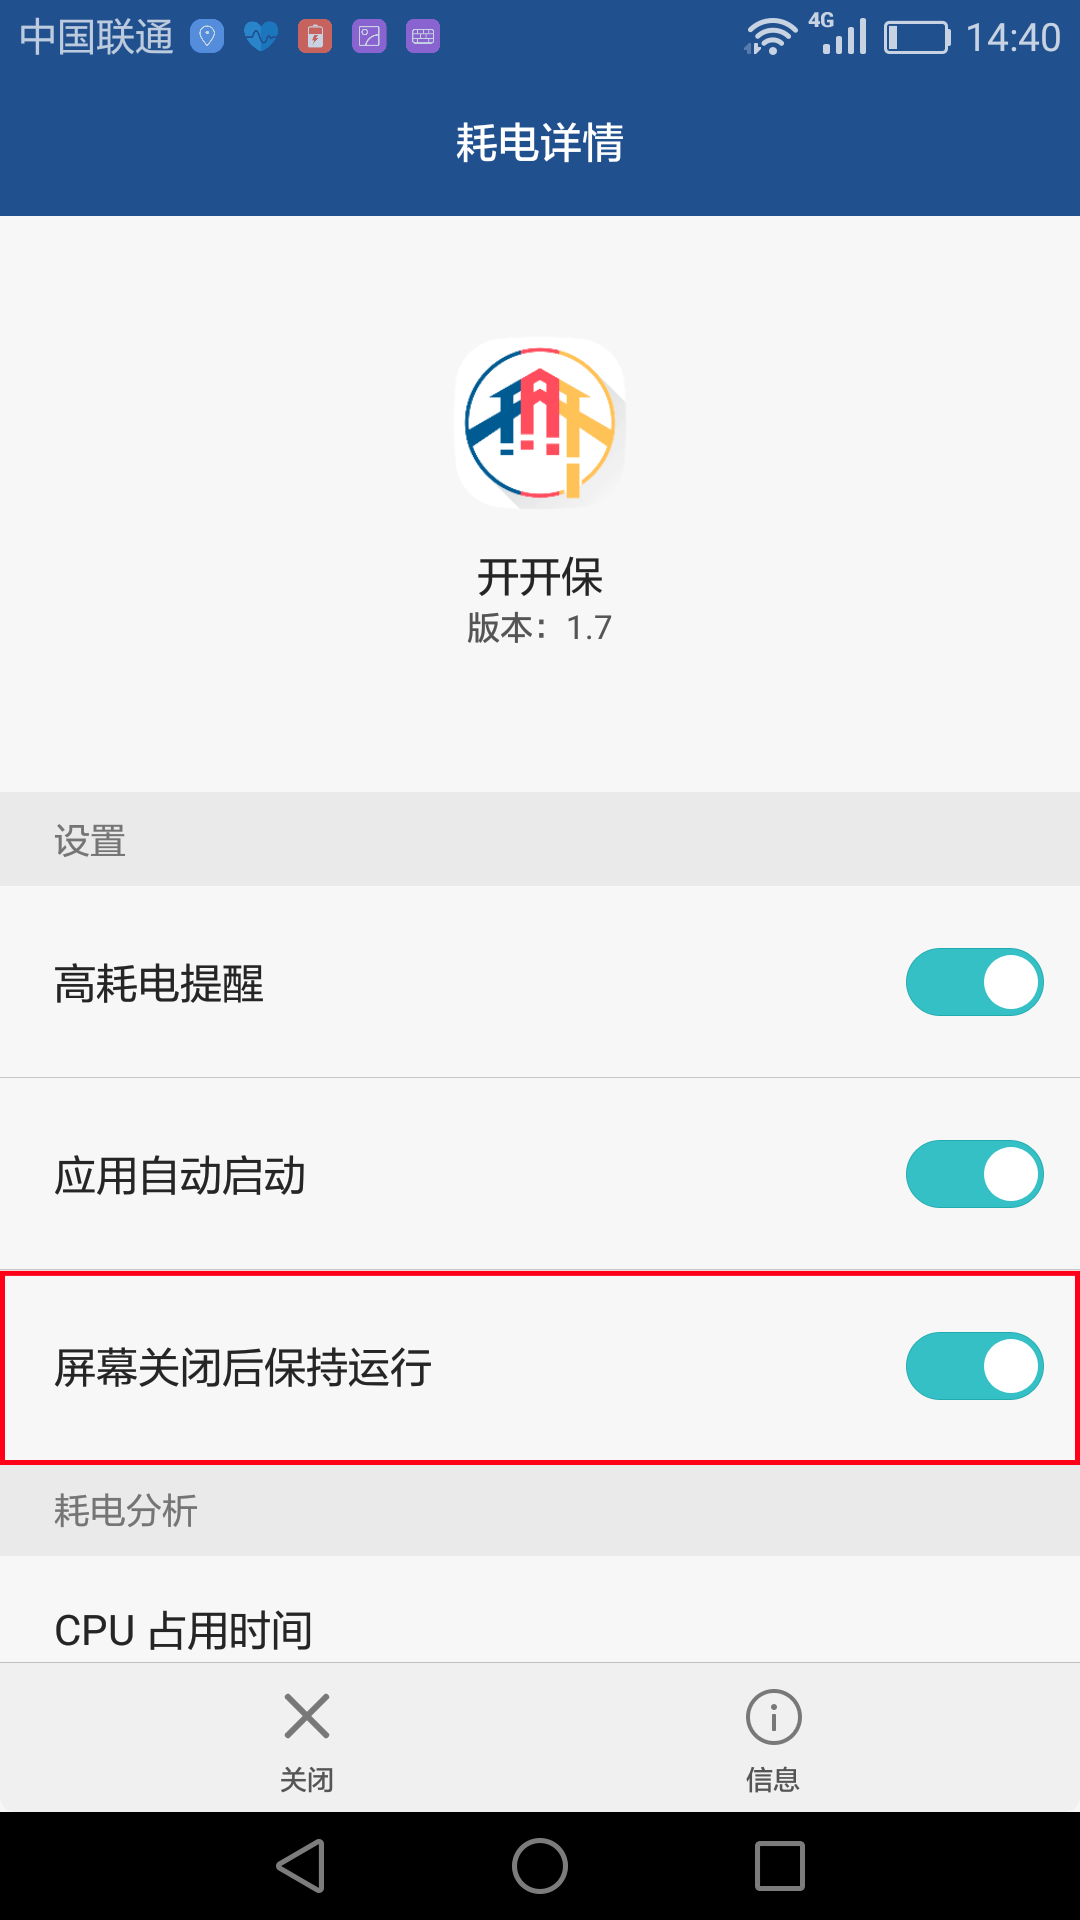 中国联通 4G 14:40
耗电详情
开开保
版本：1.7
设置
高耗电提醒
应用自动启动
屏幕关闭后保持运行
耗电分析
CPU 占用时间
关闭 信息